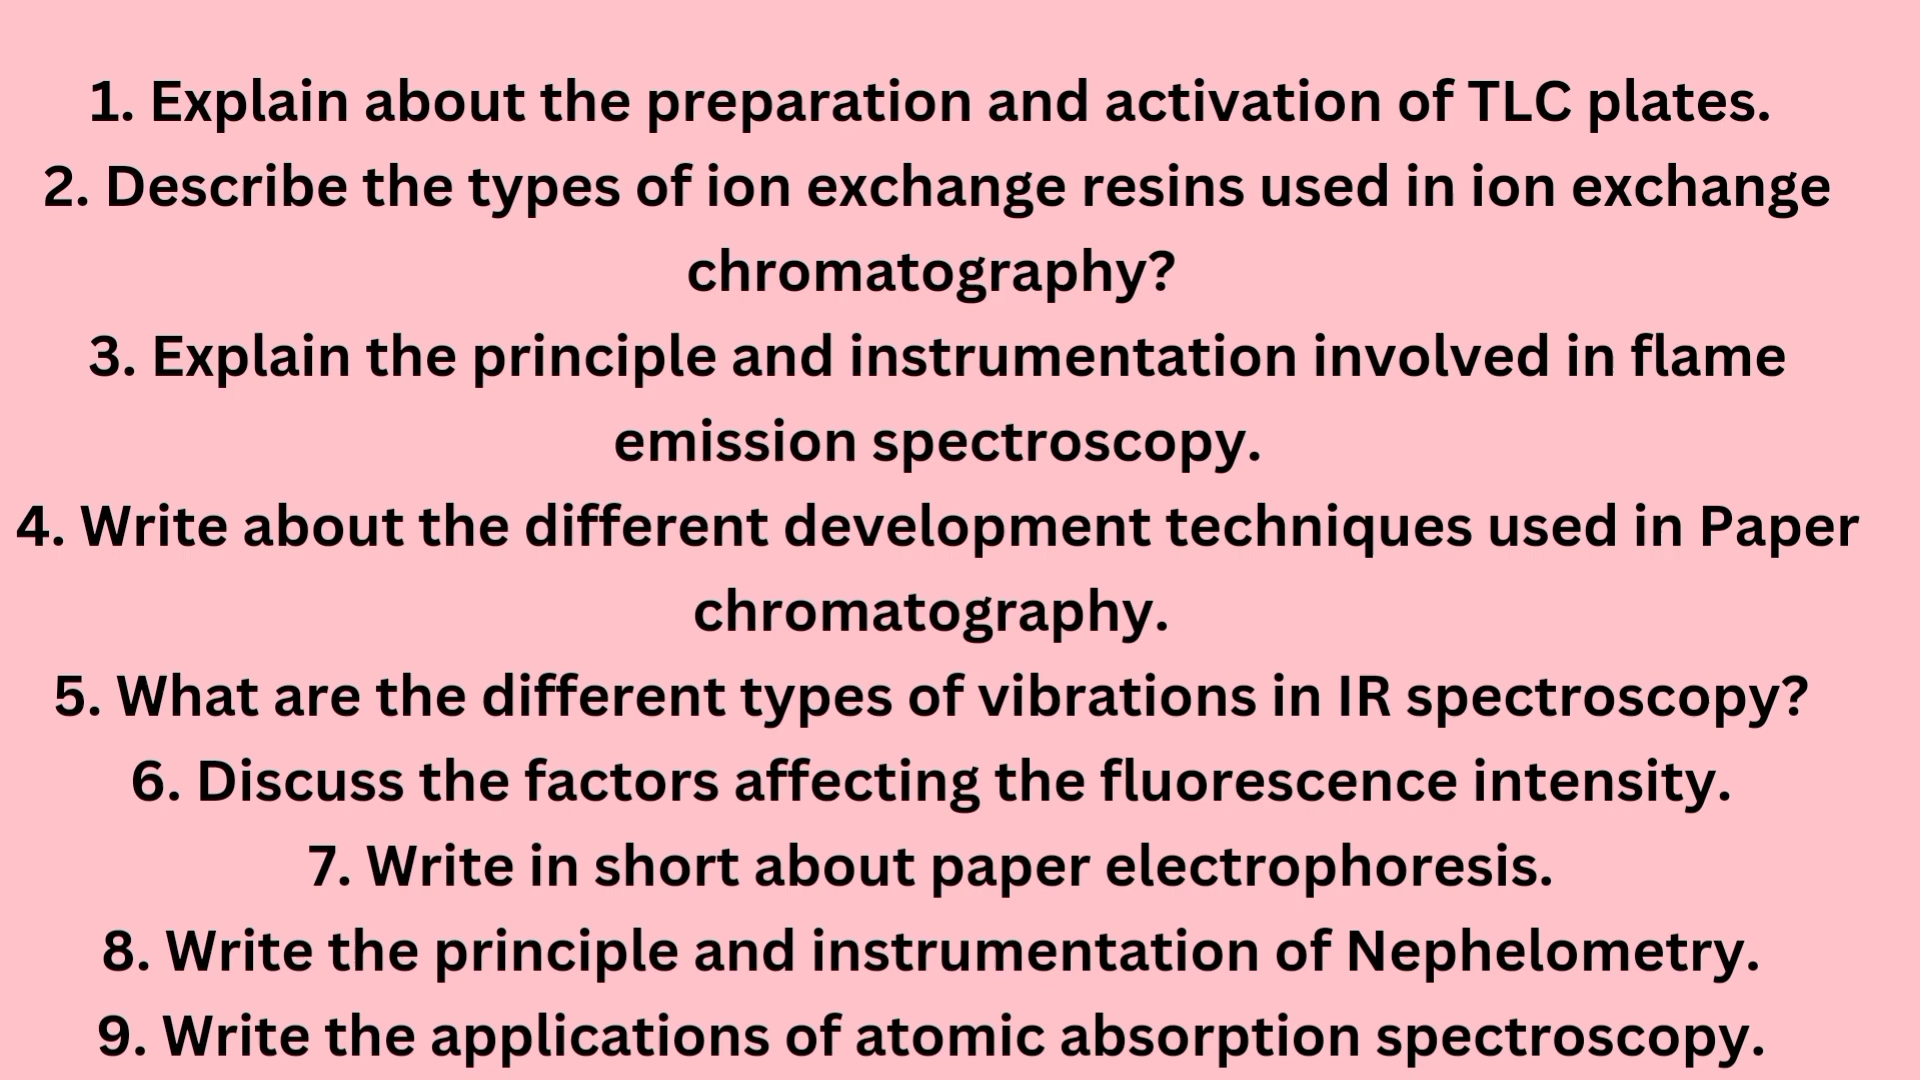 1. Explain about the preparation and activation of TLC plates.
2. Describe the types of ion exchange resins used in ion exchange
chromatography?
3. Explain the principle and instrumentation involved in flame
emission spectroscopy.
4. Write about the different development techniques used in Paper
chromatography.
5. What are the different types of vibrations in IR spectroscopy?
6. Discuss the factors affecting the fluorescence intensity.
7. Write in short about paper electrophoresis.
8. Write the principle and instrumentation of Nephelometry.
9. Write the applications of atomic absorption spectroscopy.